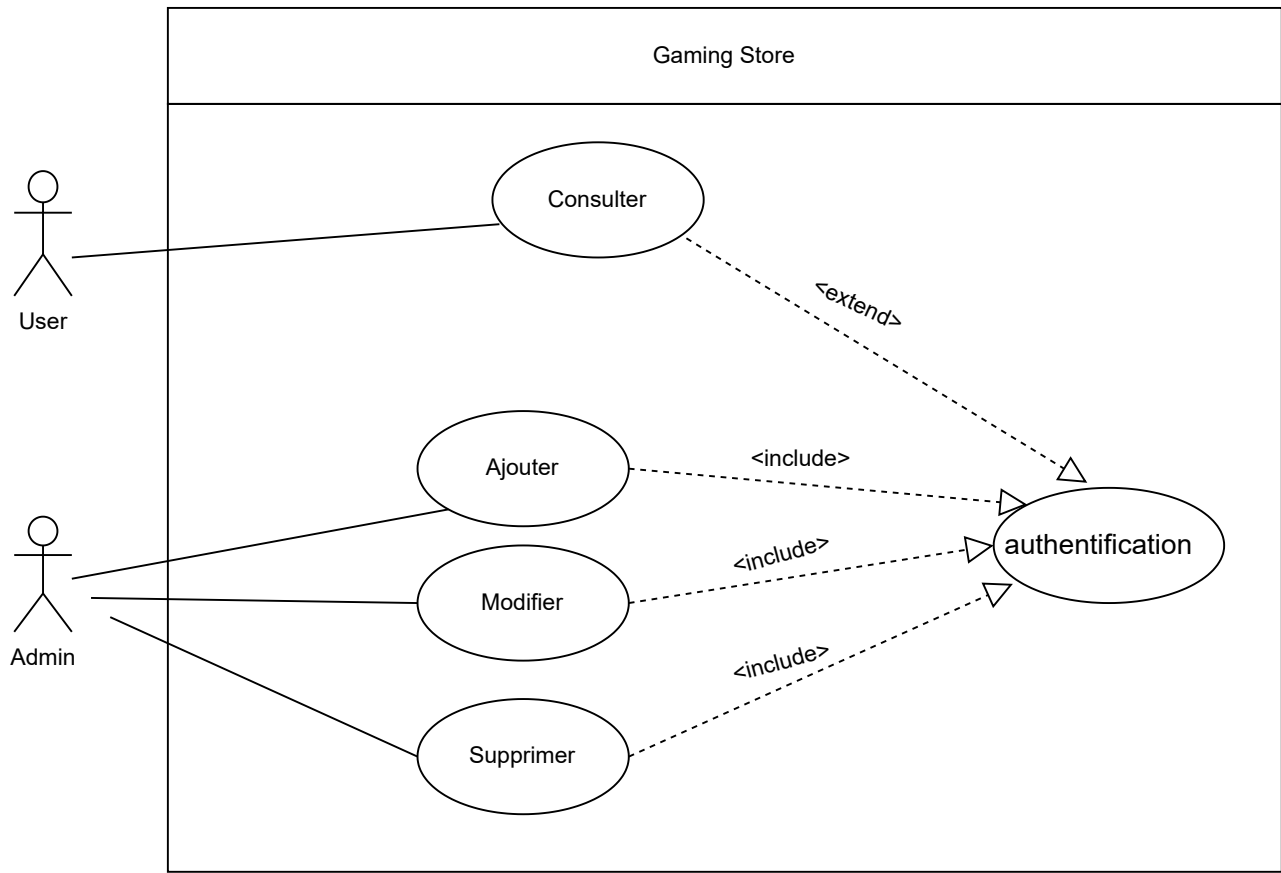 Gaming Store
Consulter
User
<extend>
Ajouter
<include>
authentification
Modifier
<include>
Admin
Supprimer
<include>